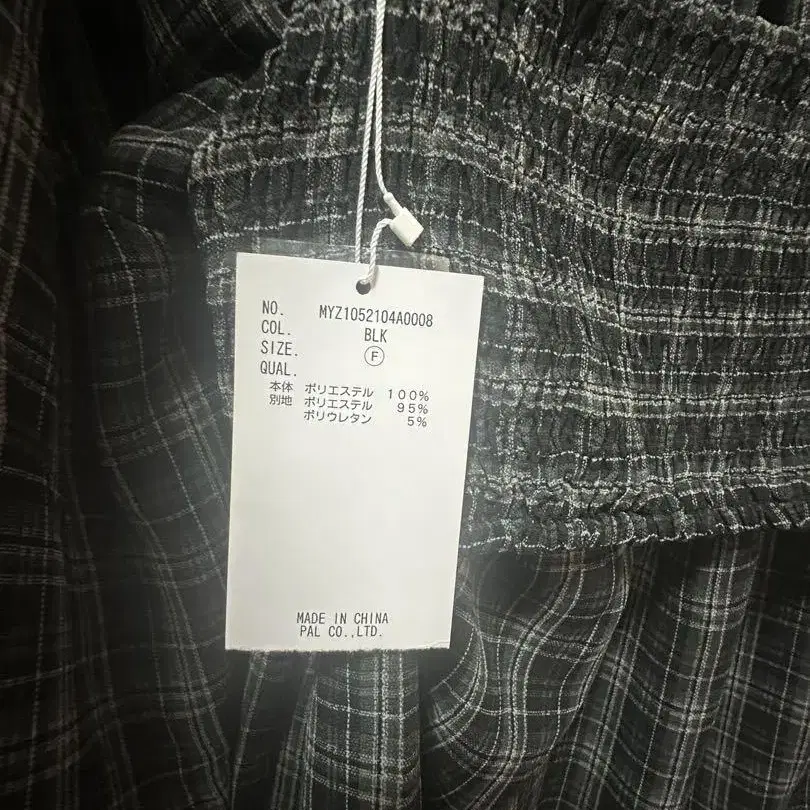 NO. MYZ1052104A0008
COL. BLK
SIZE. F
QUAL.
本体 ポリエステル 100%
別地 ポリエステル 95%
ポリウレタン 5%
MADE IN CHINA
PAL CO.,LTD.